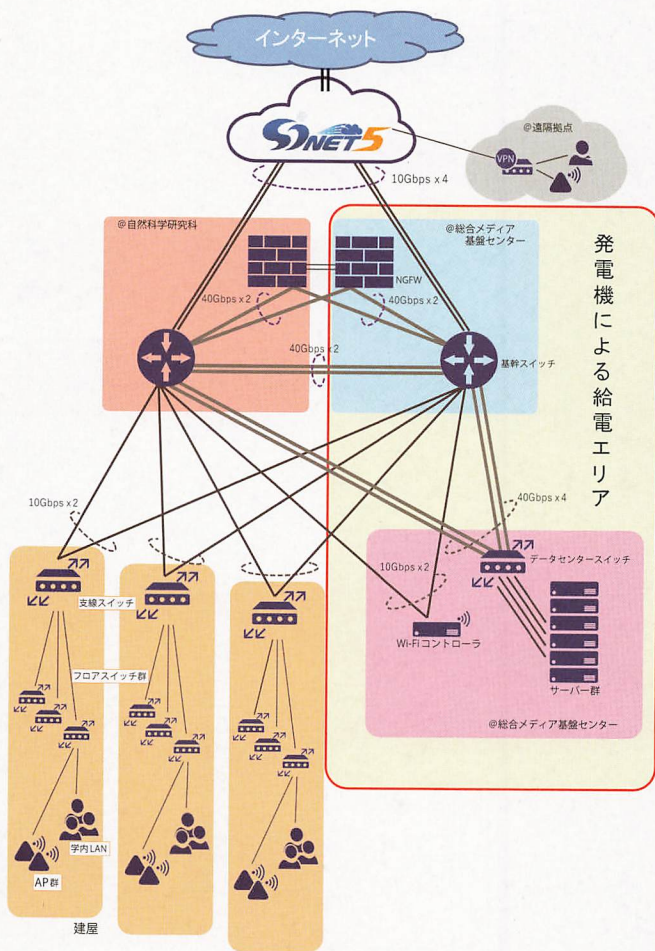 インターネット
SINET5
@遠隔拠点
VPN
10Gbps x 4
@自然科学研究科
@総合メディア
基盤センター
NGFW
40Gbps x 2
40Gbps x 2
40Gbps x 2
基幹スイッチ
発電機による給電エリア
10Gbps x 2
40Gbps x 4
10Gbps x 2
データセンタースイッチ
支線スイッチ
Wi-Fiコントローラ
フロアスイッチ群
サーバー群
@総合メディア基盤センター
学内LAN
AP群
建屋